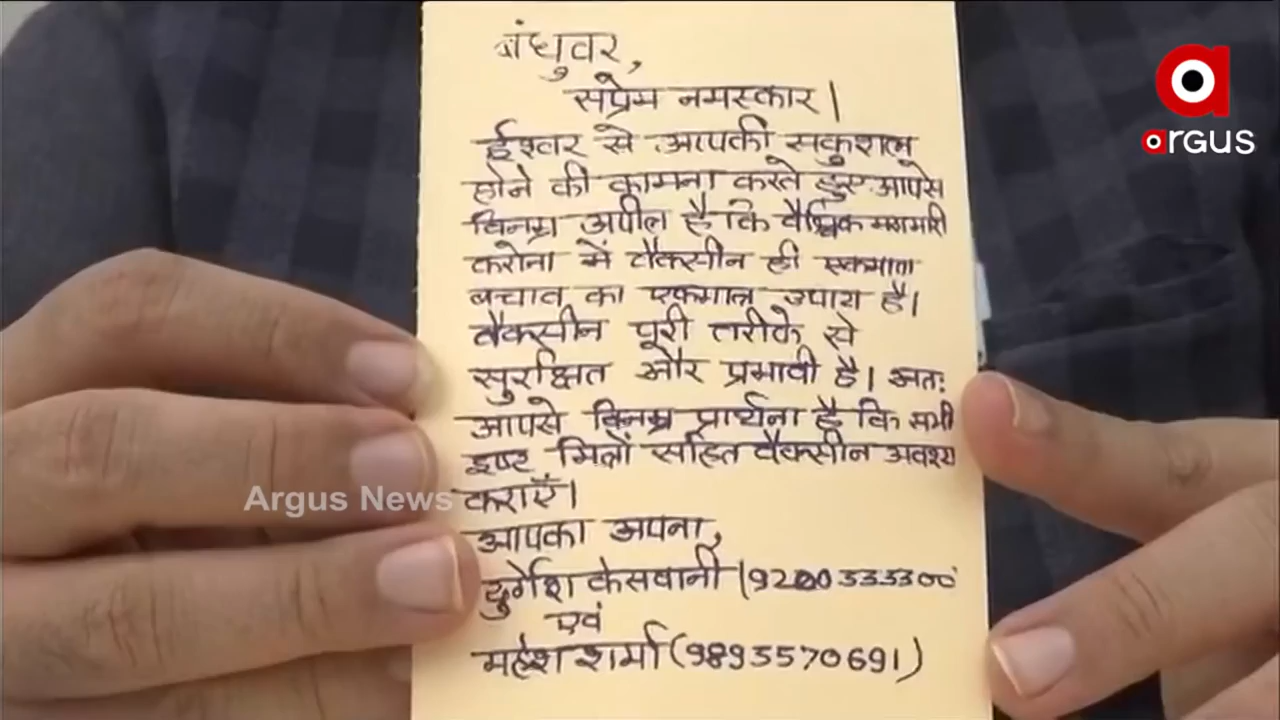 बंधुवर,
सप्रेम नमस्कार।
ईश्वर से आपकी सकुशल
होने की कामना करते हुए आपसे
विनम्र अपील है कि वैश्विक महामारी
करोना में वैक्सीन ही एकमात्र
बचाव का एकमात्र उपाय है।
वैक्सीन पूरी तरीके से
सुरक्षित और प्रभावी है। अतः
आपसे विनम्र प्रार्थना है कि सभी
इष्ट मित्रों सहित वैक्सीन अवश्य
कराएँ।
आपका अपना,
दुर्गेश केसवानी (9200333300
एवं
महेश शर्मा (9893570691)
argus
Argus News